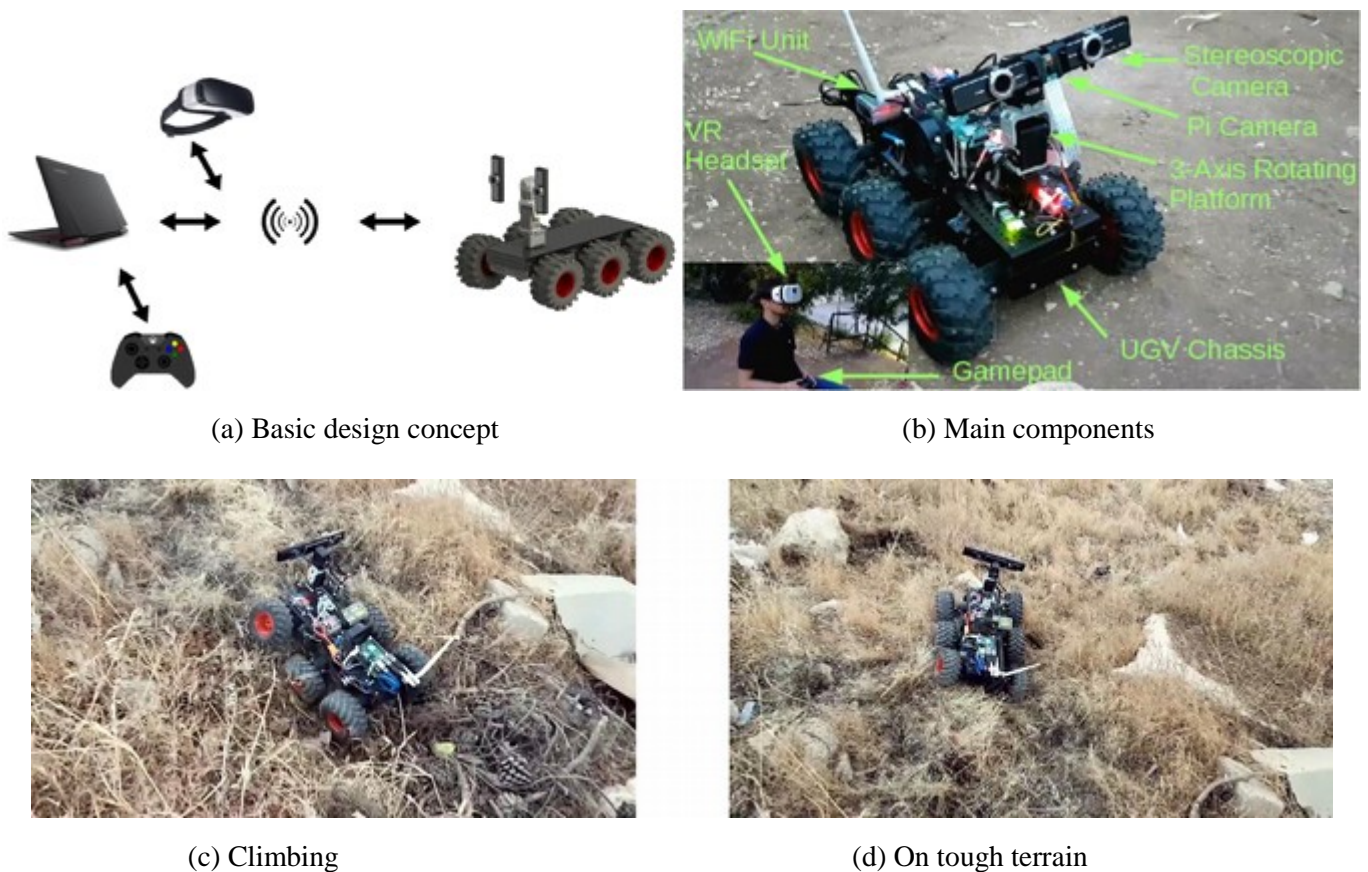 WiFi Unit
Stereoscopic
Camera
VR
Headset
Pi Camera
3-Axis Rotating
Platform
UGV Chassis
Gamepad
(a) Basic design concept
(b) Main components
(c) Climbing
(d) On tough terrain